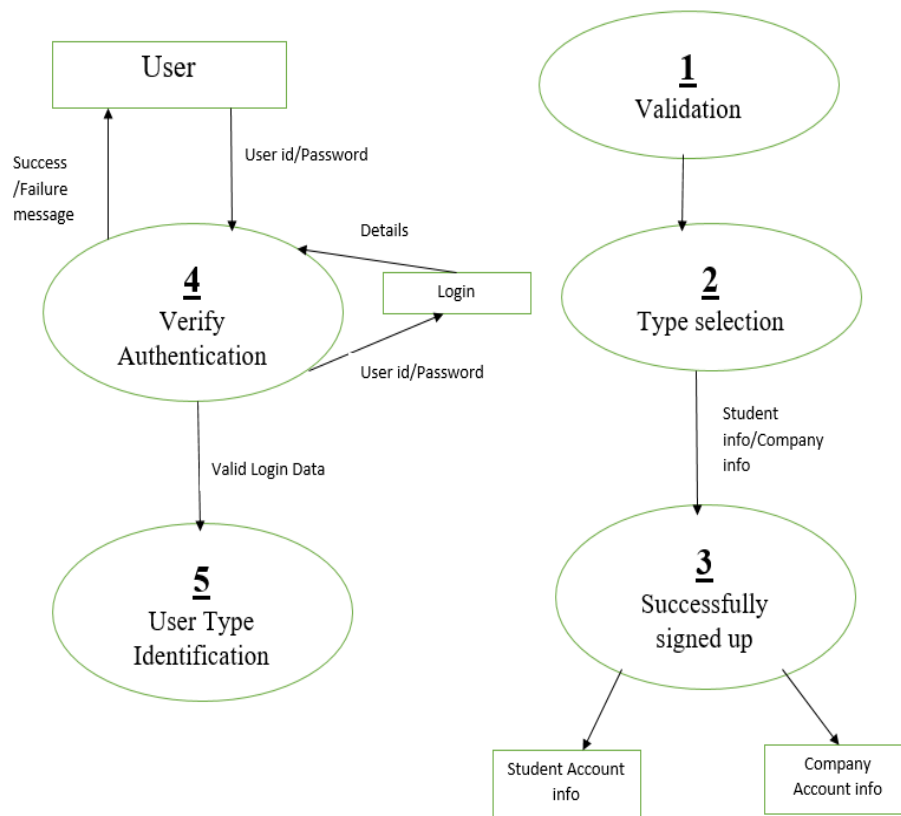 User
Success
/Failure
message
User id/Password
4
Verify
Authentication
Details
Login
User id/Password
Valid Login Data
5
User Type
Identification
1
Validation
2
Type selection
Student
info/Company
info
3
Successfully
signed up
Student Account
info
Company
Account info